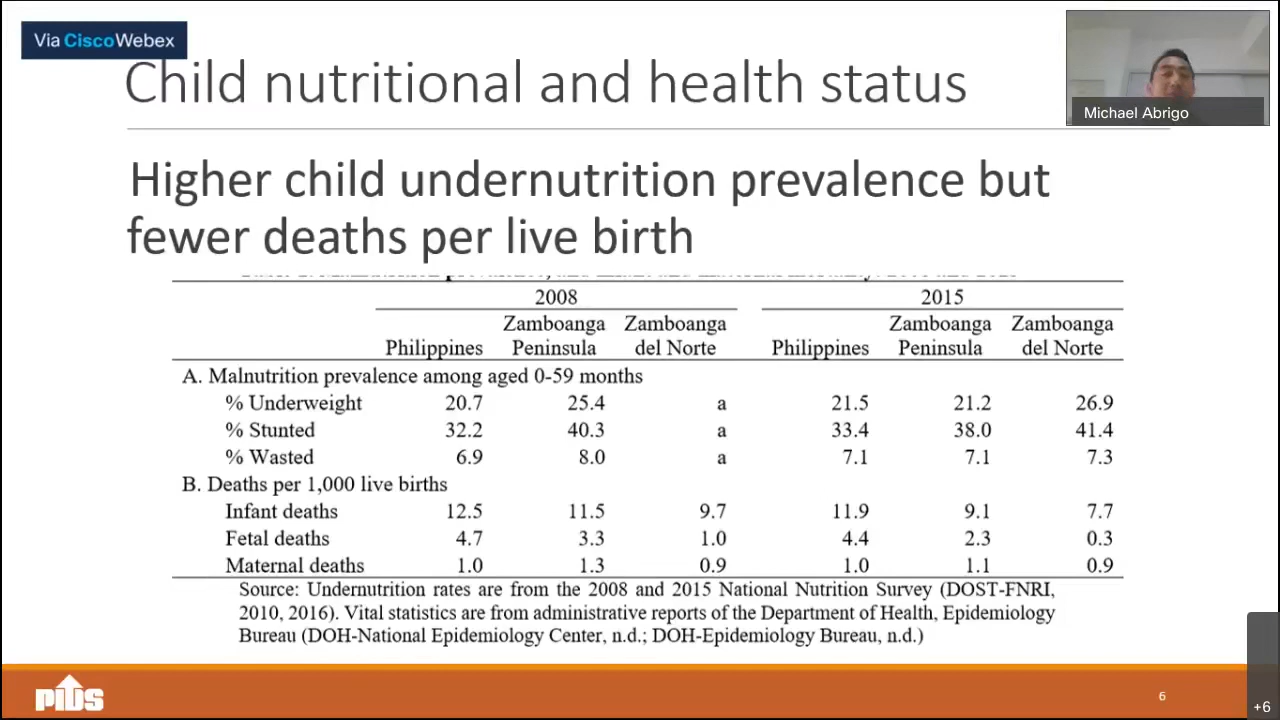 Via CiscoWebex
Child nutritional and health status
Michael Abrigo
Higher child undernutrition prevalence but
fewer deaths per live birth
2008 2015
Philippines Zamboanga Peninsula Zamboanga del Norte Philippines Zamboanga Peninsula Zamboanga del Norte
A. Malnutrition prevalence among aged 0-59 months
% Underweight 20.7 25.4 a 21.5 21.2 26.9
% Stunted 32.2 40.3 a 33.4 38.0 41.4
% Wasted 6.9 8.0 a 7.1 7.1 7.3
B. Deaths per 1,000 live births
Infant deaths 12.5 11.5 9.7 11.9 9.1 7.7
Fetal deaths 4.7 3.3 1.0 4.4 2.3 0.3
Maternal deaths 1.0 1.3 0.9 1.0 1.1 0.9
Source: Undernutrition rates are from the 2008 and 2015 National Nutrition Survey (DOST-FNRI,
2010, 2016). Vital statistics are from administrative reports of the Department of Health, Epidemiology
Bureau (DOH-National Epidemiology Center, n.d.; DOH-Epidemiology Bureau, n.d.)
6
+6